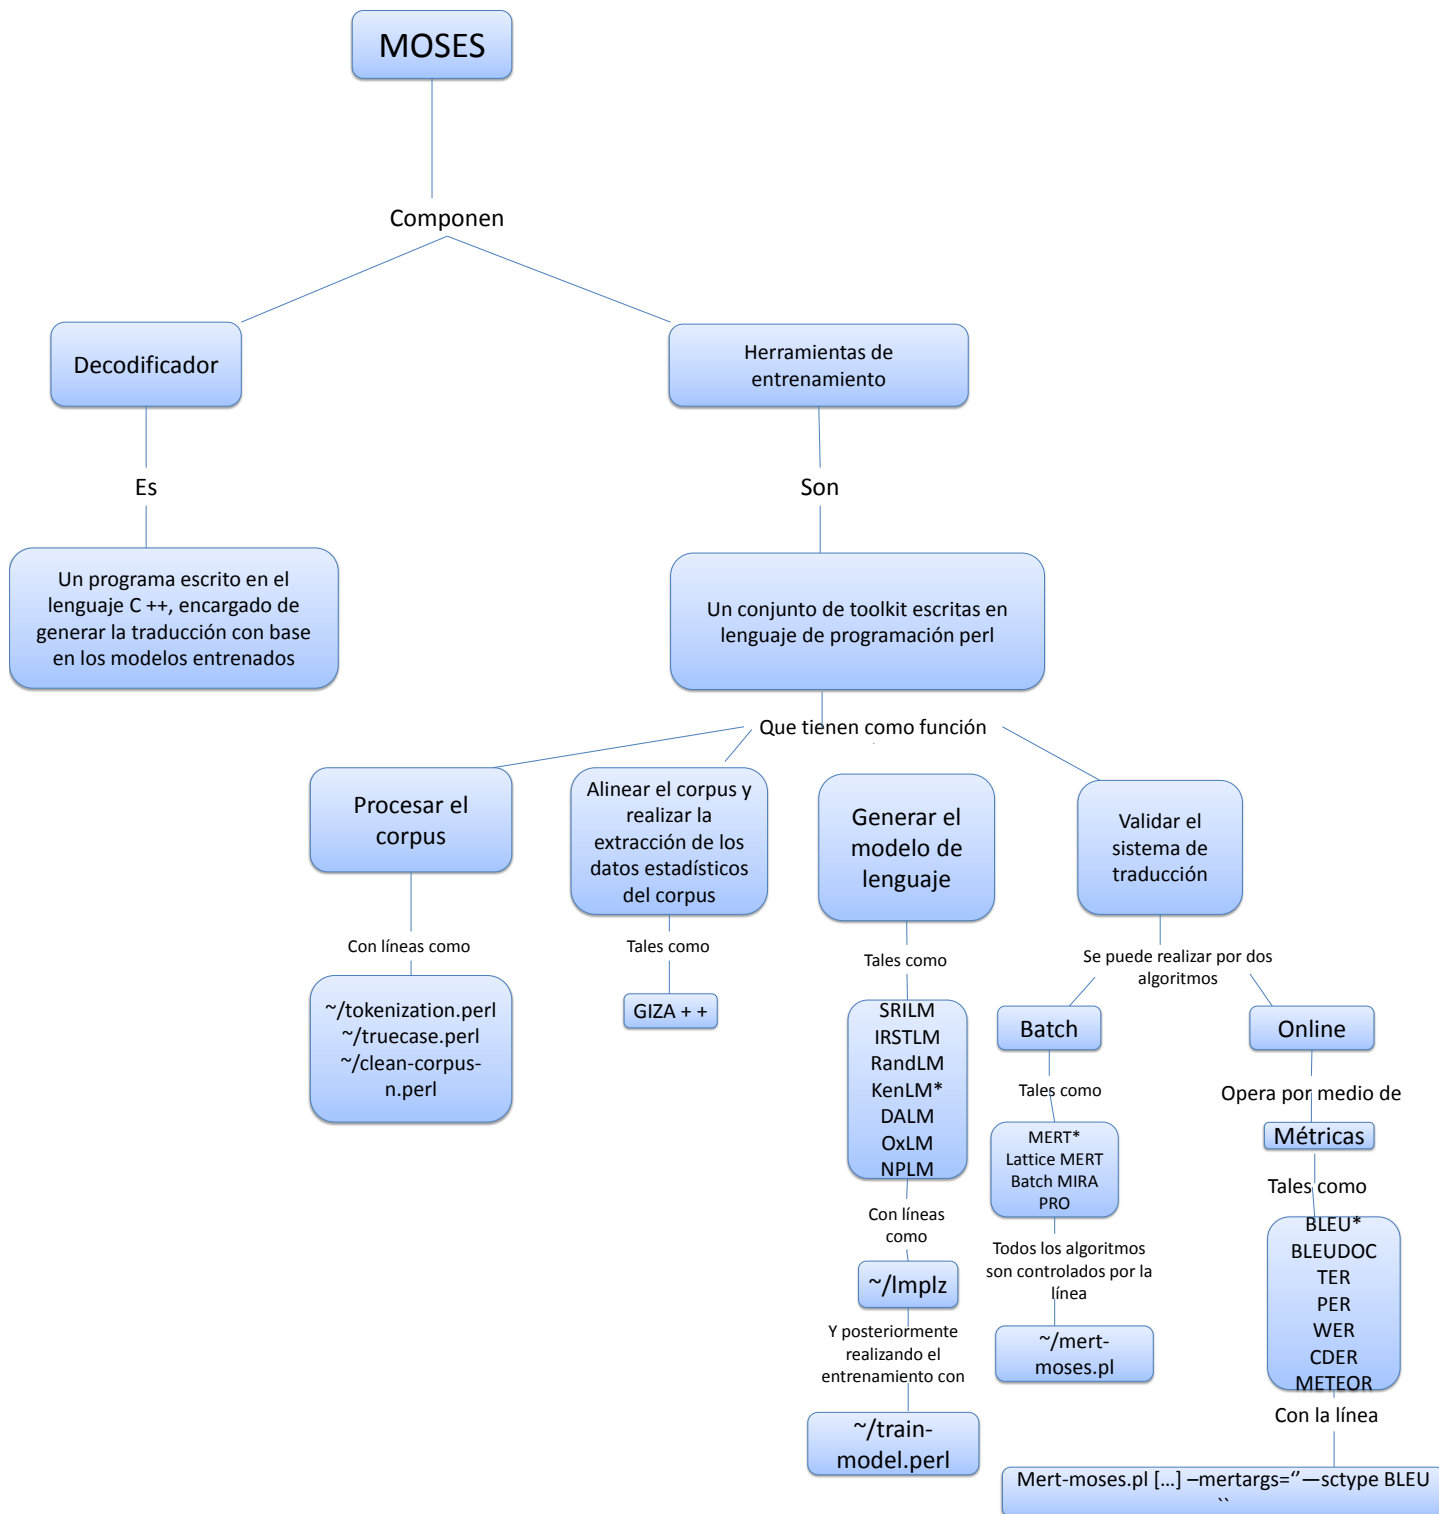 MOSES
Componen
Decodificador
Herramientas de
entrenamiento
Es
Son
Un programa escrito en el
lenguaje C ++, encargado de
generar la traducción con base
en los modelos entrenados
Un conjunto de toolkit escritas en
lenguaje de programación perl
Que tienen como función
Procesar el
corpus
Alinear el corpus y
realizar la
extracción de los
datos estadísticos
del corpus
Generar el
modelo de
lenguaje
Validar el
sistema de
traducción
Con líneas como
Tales como
Tales como
Se puede realizar por dos
algoritmos
~/tokenization.perl
~/truecase.perl
~/clean-corpus-
n.perl
GIZA + +
SRILM
IRSTLM
RandLM
KenLM*
DALM
OxLM
NPLM
Batch
Online
Tales como
Opera por medio de
MERT*
Lattice MERT
Batch MIRA
PRO
Métricas
Tales como
Con líneas
como
Todos los algoritmos
son controlados por la
línea
BLEU*
BLEUDOC
TER
PER
WER
CDER
METEOR
~/lmplz
Y posteriormente
realizando el
entrenamiento con
~/mert-
moses.pl
~/train-
model.perl
Con la línea
Mert-moses.pl […] –mertargs=‘’—sctype BLEU
``